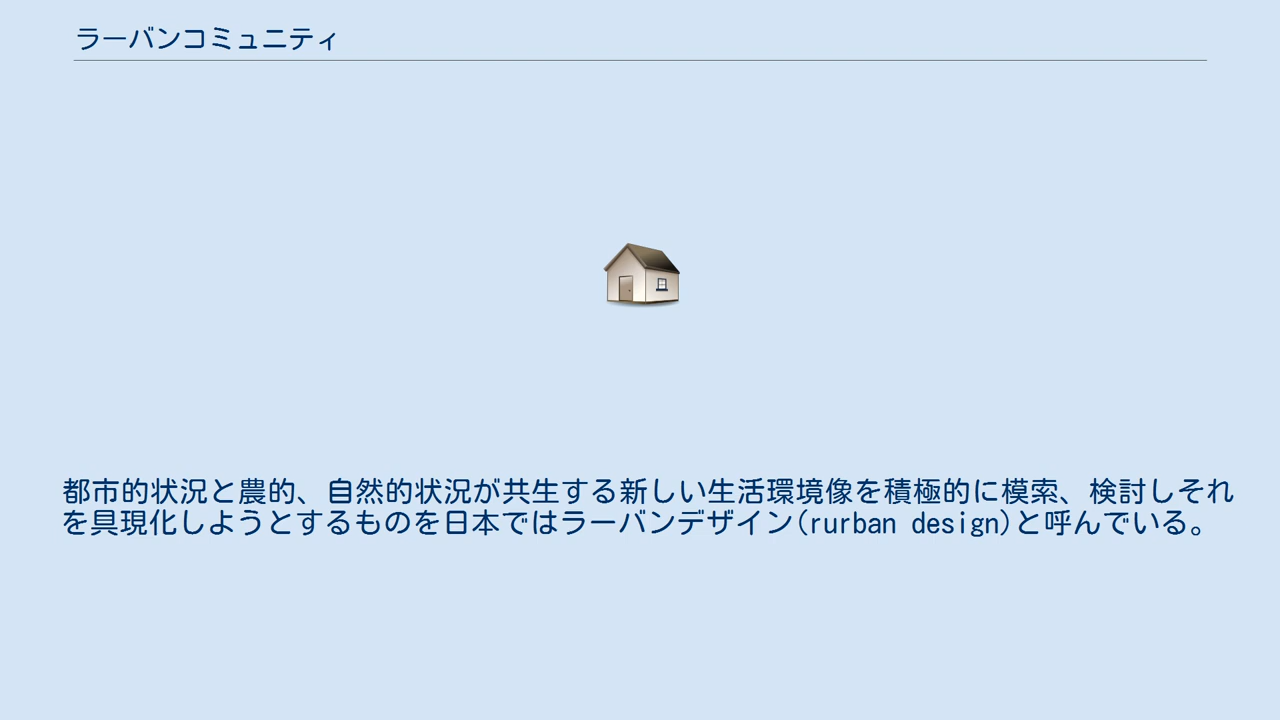 ラーバンコミュニティ
都市的状況と農的、自然的状況が共生する新しい生活環境像を積極的に模索、検討しそれ
を具現化しようとするものを日本ではラーバンデザイン(rurban design)と呼んでいる。